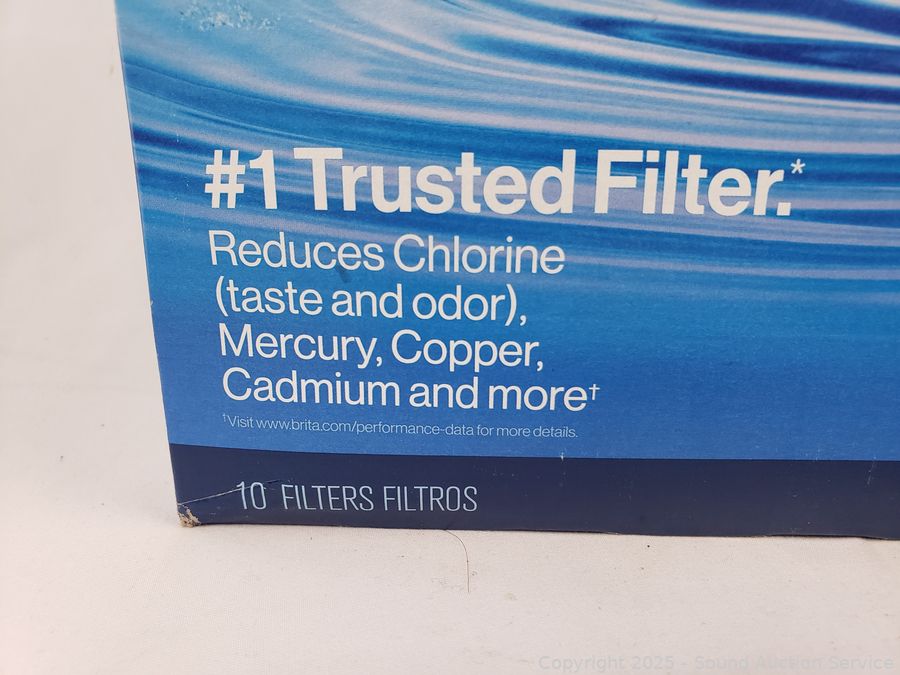 #1 Trusted Filter.*
Reduces Chlorine
(taste and odor),
Mercury, Copper,
Cadmium and more†
†Visit www.brita.com/performance-data for more details.
10 FILTERS FILTROS
Copyright 2025 - Sound Auction Service